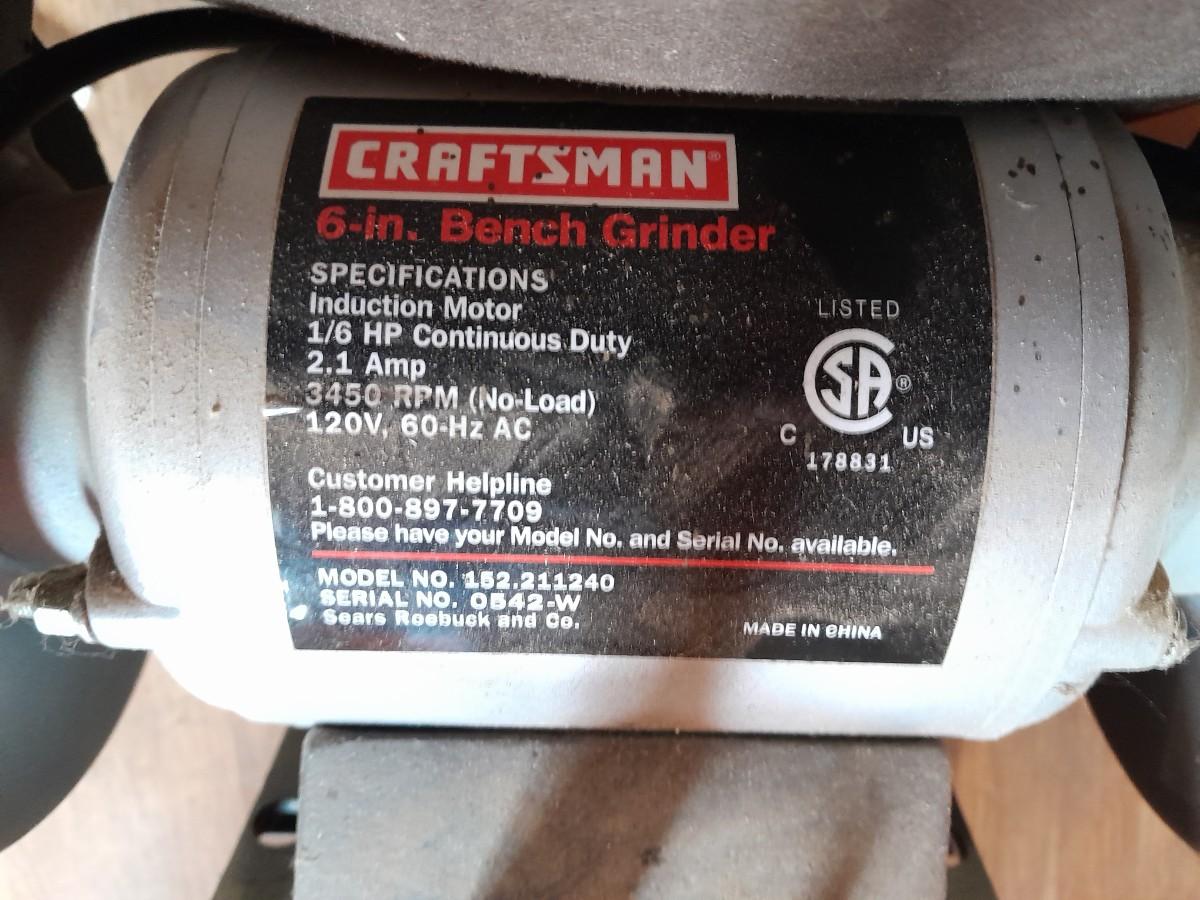 CRAFTSMAN®
6-in. Bench Grinder
SPECIFICATIONS
Induction Motor
1/6 HP Continuous Duty
2.1 Amp
3450 RPM (No-Load)
120V, 60-Hz AC
LISTED
SA ®
C US
178831
Customer Helpline
1-800-897-7709
Please have your Model No. and Serial No. available.
MODEL NO. 152.211240
SERIAL NO. 0542-W
Sears Roebuck and Co.
MADE IN CHINA